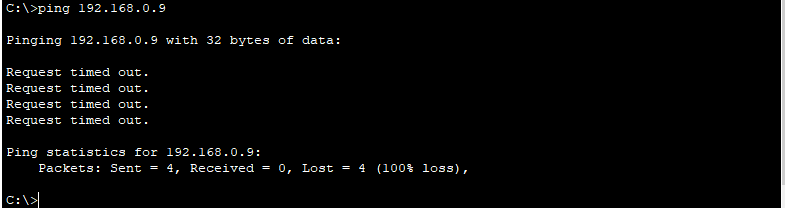 C:\>ping 192.168.0.9
Pinging 192.168.0.9 with 32 bytes of data:
Request timed out.
Request timed out.
Request timed out.
Request timed out.
Ping statistics for 192.168.0.9:
    Packets: Sent = 4, Received = 0, Lost = 4 (100% loss),
C:\>